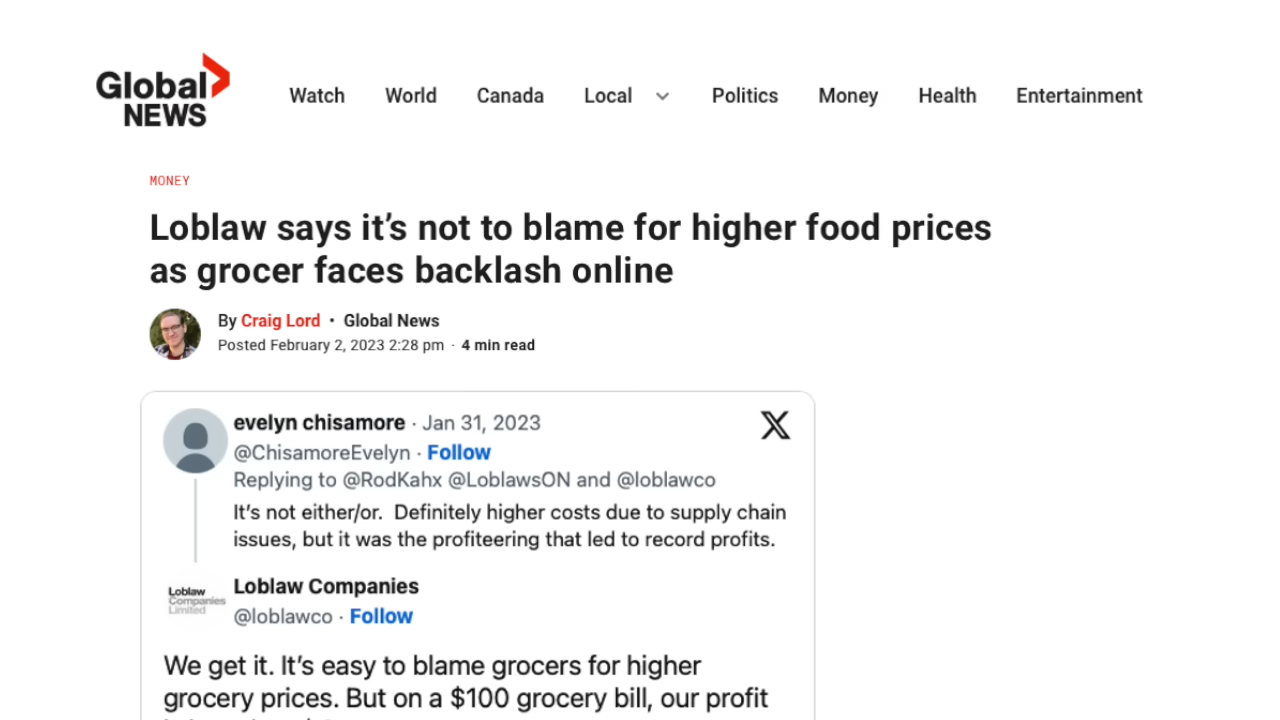 Global
NEWS
Watch World Canada Local Politics Money Health Entertainment
MONEY
Loblaw says it’s not to blame for higher food prices
as grocer faces backlash online
By Craig Lord • Global News
Posted February 2, 2023 2:28 pm · 4 min read
evelyn chisamore · Jan 31, 2023
@ChisamoreEvelyn · Follow
Replying to @RodKahx @LoblawsON and @loblawco
It’s not either/or. Definitely higher costs due to supply chain
issues, but it was the profiteering that led to record profits.
Loblaw
Companies
Limited
Loblaw Companies
@loblawco · Follow
We get it. It’s easy to blame grocers for higher
grocery prices. But on a $100 grocery bill, our profit